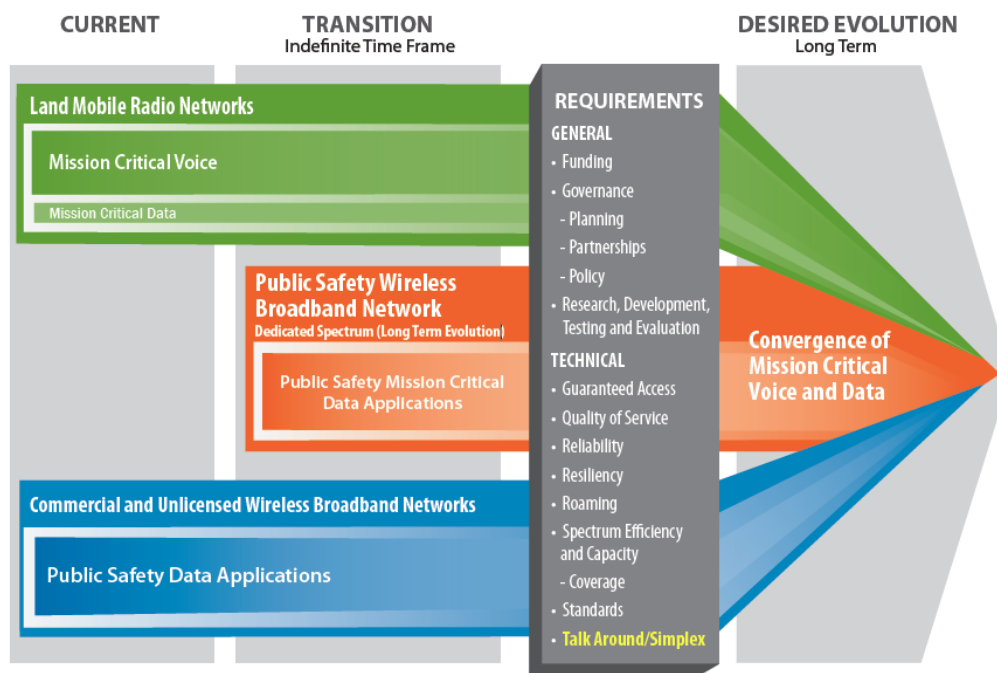 CURRENT
TRANSITION
Indefinite Time Frame
DESIRED EVOLUTION
Long Term
Land Mobile Radio Networks
Mission Critical Voice
Mission Critical Data
Public Safety Wireless
Broadband Network
Dedicated Spectrum (Long Term Evolution)
Public Safety Mission Critical
Data Applications
Commercial and Unlicensed Wireless Broadband Networks
Public Safety Data Applications
REQUIREMENTS
GENERAL
• Funding
• Governance
- Planning
- Partnerships
- Policy
• Research, Development,
Testing and Evaluation
TECHNICAL
• Guaranteed Access
• Quality of Service
• Reliability
• Resiliency
• Roaming
• Spectrum Efficiency
and Capacity
- Coverage
• Standards
• Talk Around/Simplex
Convergence of
Mission Critical
Voice and Data